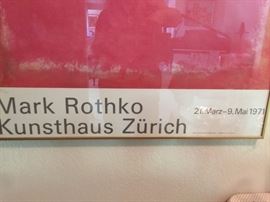 Mark Rothko 21. März–9. Mai 1971
Kunsthaus Zürich